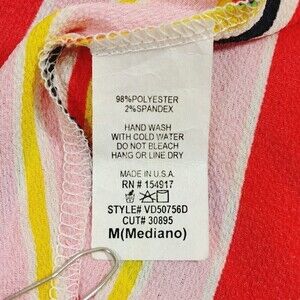 98%POLYESTER
2%SPANDEX
HAND WASH
WITH COLD WATER
DO NOT BLEACH
HANG OR LINE DRY
MADE IN U.S.A.
RN # 154917
STYLE# VD50756D
CUT# 30895
M(Mediano)